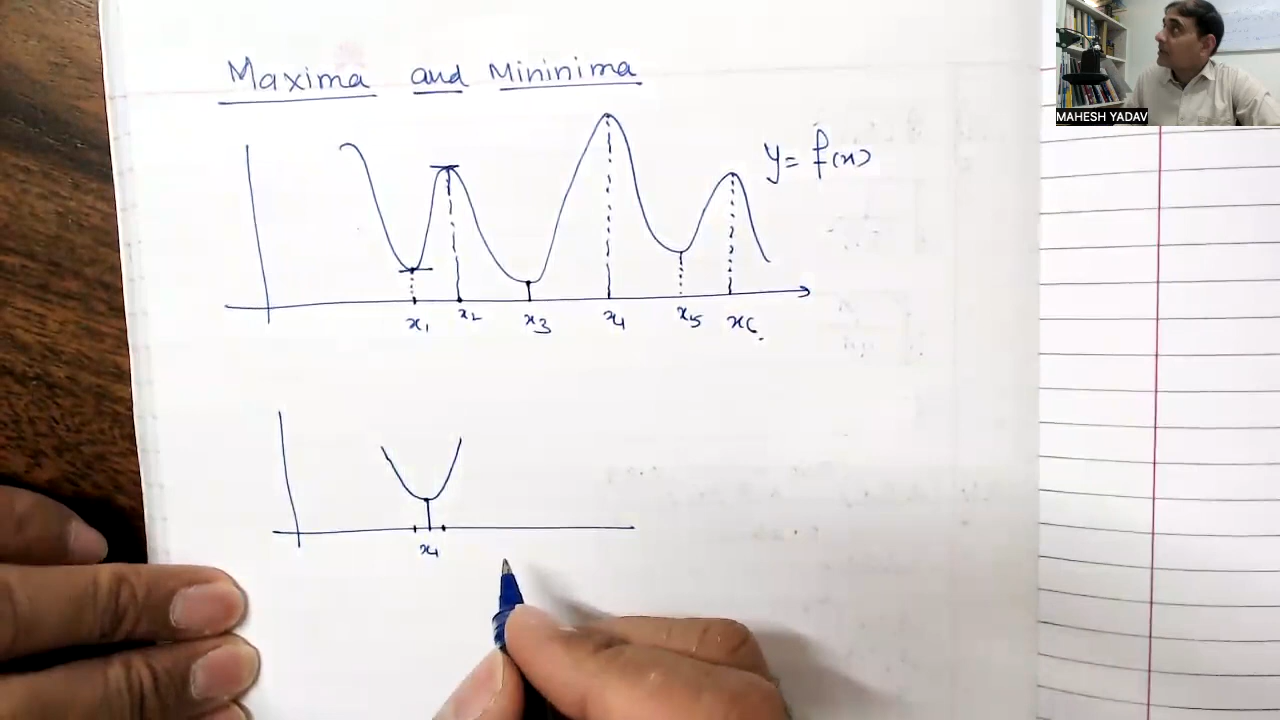 Maxima and Mininima
MAHESH YADAV
y = f(x)
x₁ x₂ x₃ x₄ x₅ x₆
x₁